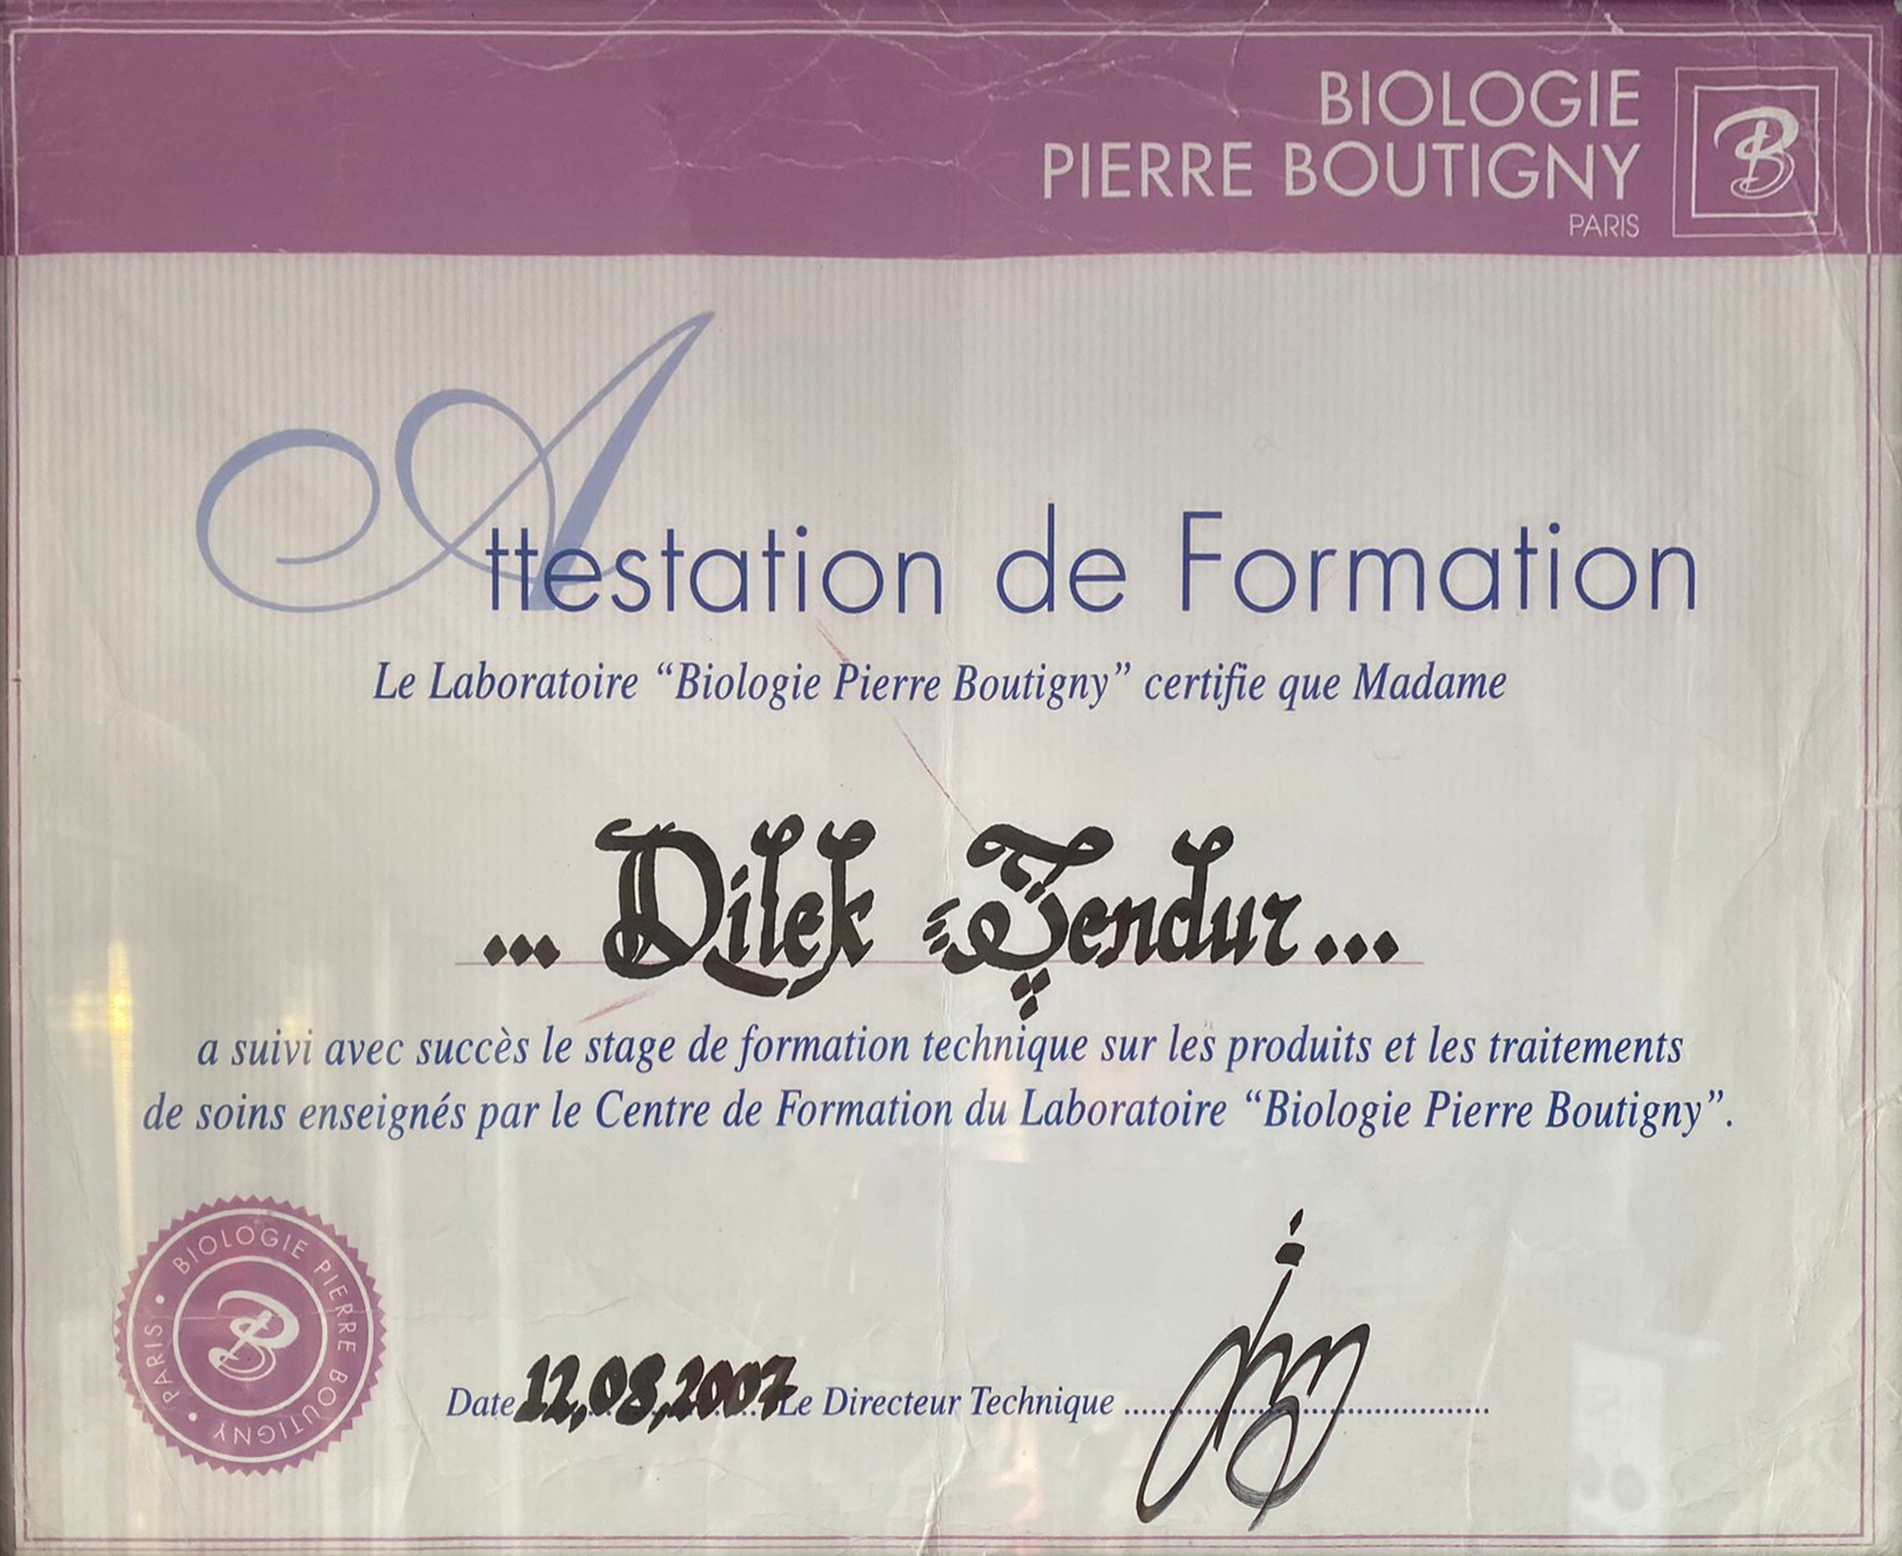 BIOLOGIE
PIERRE BOUTIGNY
PARIS
B
Attestation de Formation
Le Laboratoire “Biologie Pierre Boutigny” certifie que Madame
... Dilek Şendur...
a suivi avec succès le stage de formation technique sur les produits et les traitements
de soins enseignés par le Centre de Formation du Laboratoire “Biologie Pierre Boutigny”.
BIOLOGIE PIERRE BOUTIGNY • PARIS •
B
Date 12,08,2007 Le Directeur Technique